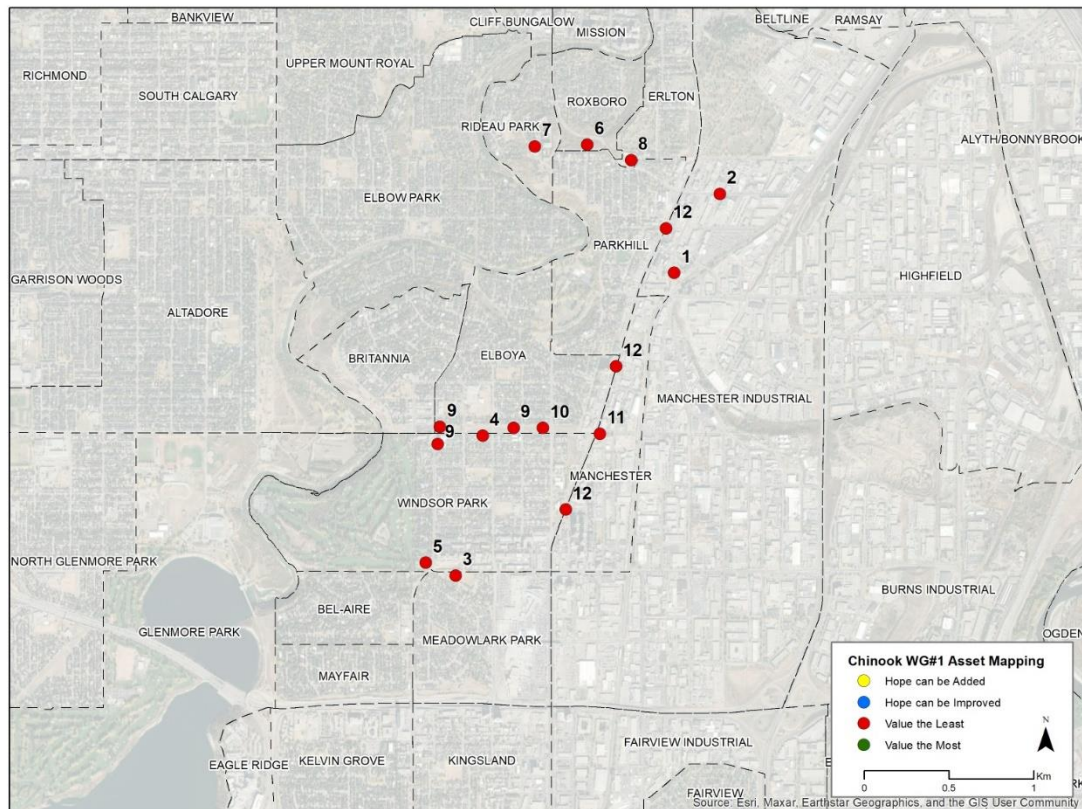 BANKVIEW
CLIFF BUNGALOW
MISSION
BELTLINE
RAMSAY
RICHMOND
UPPER MOUNT ROYAL
SOUTH CALGARY
ROXBORO
ERLTON
RIDEAU PARK
7
6
8
ALYTH/BONNYBROOK
2
ELBOW PARK
12
PARKHILL
1
GARRISON WOODS
HIGHFIELD
ALTADORE
BRITANNIA
ELBOYA
12
MANCHESTER INDUSTRIAL
9
4
9
10
11
9
MANCHESTER
WINDSOR PARK
12
5
3
NORTH GLENMORE PARK
BURNS INDUSTRIAL
BEL-AIRE
GLENMORE PARK
MEADOWLARK PARK
OGDEN
MAYFAIR
Chinook WG#1 Asset Mapping
Hope can be Added
Hope can be Improved
Value the Least
Value the Most
N
0 0.5 1
Km
FAIRVIEW INDUSTRIAL
EAGLE RIDGE
KELVIN GROVE
KINGSLAND
FAIRVIEW
Source: Esri, Maxar, Earthstar Geographics, and the GIS User Communit